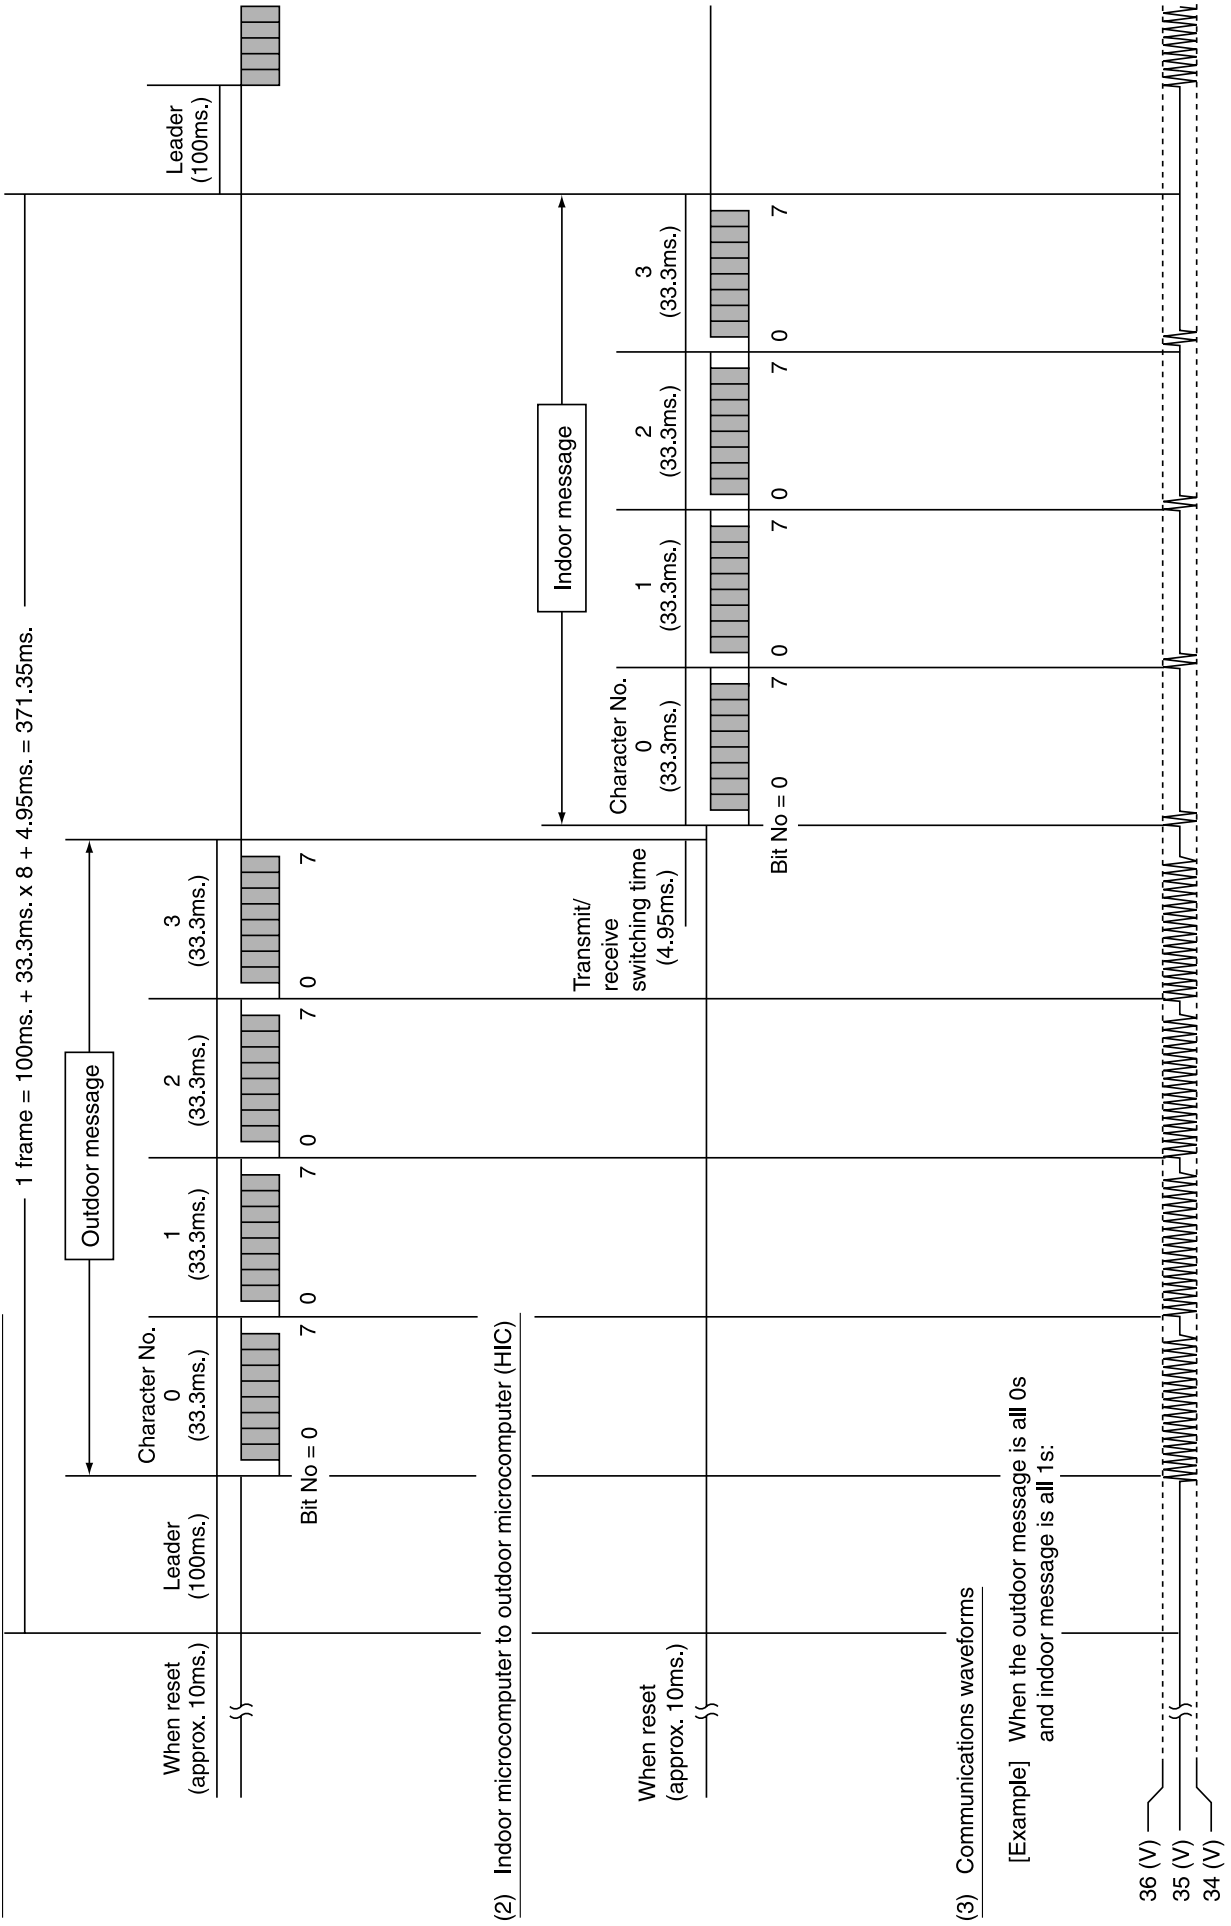 1 frame = 100ms. + 33.3ms. x 8 + 4.95ms. = 371.35ms.
Outdoor message
When reset
(approx. 10ms.)
Leader
(100ms.)
Character No.
0
(33.3ms.)
1
(33.3ms.)
2
(33.3ms.)
3
(33.3ms.)
Leader
(100ms.)
Bit No = 0
7
0
7
0
7
0
7
(2) Indoor microcomputer to outdoor microcomputer (HIC)
Indoor message
When reset
(approx. 10ms.)
Transmit/
receive
switching time
(4.95ms.)
Character No.
0
(33.3ms.)
1
(33.3ms.)
2
(33.3ms.)
3
(33.3ms.)
Bit No = 0
7
0
7
0
7
0
7
(3) Communications waveforms
[Example] When the outdoor message is all 0s
and indoor message is all 1s:
36 (V)
35 (V)
34 (V)